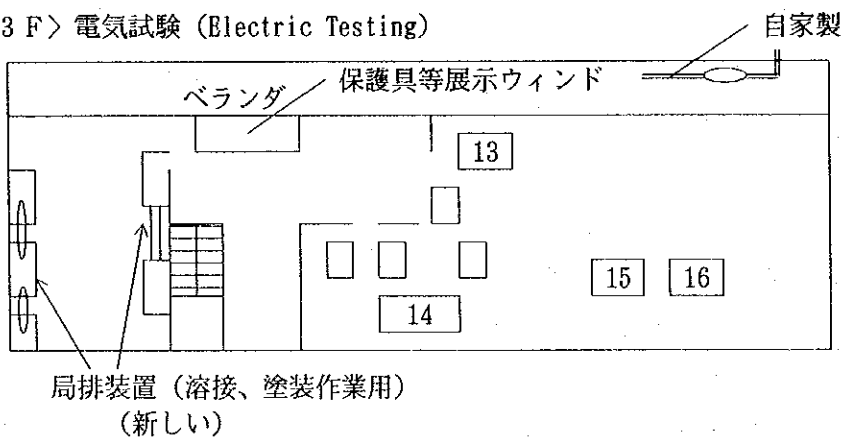 3 F〉電気試験 (Electric Testing)
自家製
保護具等展示ウィンド
ベランダ
13
15
16
14
局排装置（溶接、塗装作業用）
（新しい）